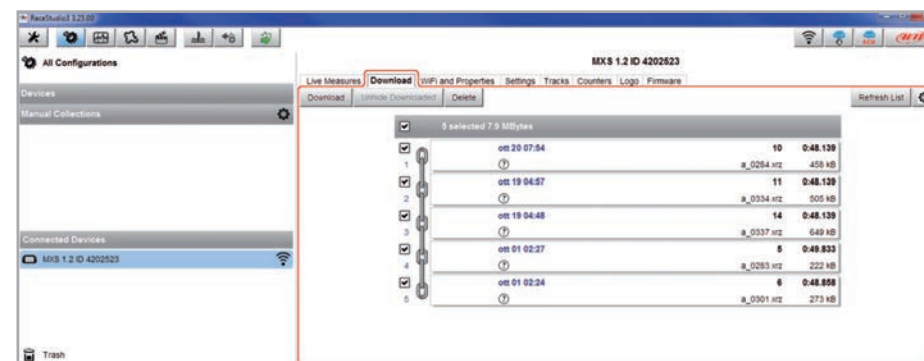 RaceStudio3 3.25.00
All Configurations
MXS 1.2 ID 4202523
Live Measures Download WiFi and Properties Settings Tracks Counters Logo Firmware
Devices
Download Unhide Downloaded Delete Refresh List
Manual Collections
5 selected 7.9 MBytes
ott 20 07:54 10 0:48.139
1 a_0284.xrz 458 kB
ott 19 04:57 11 0:48.139
2 a_0334.xrz 505 kB
ott 19 04:48 14 0:48.139
3 a_0337.xrz 649 kB
Connected Devices
ott 01 02:27 5 0:49.833
MXS 1.2 ID 4202523
4 a_0283.xrz 222 kB
ott 01 02:24 6 0:48.858
5 a_0301.xrz 273 kB
Trash